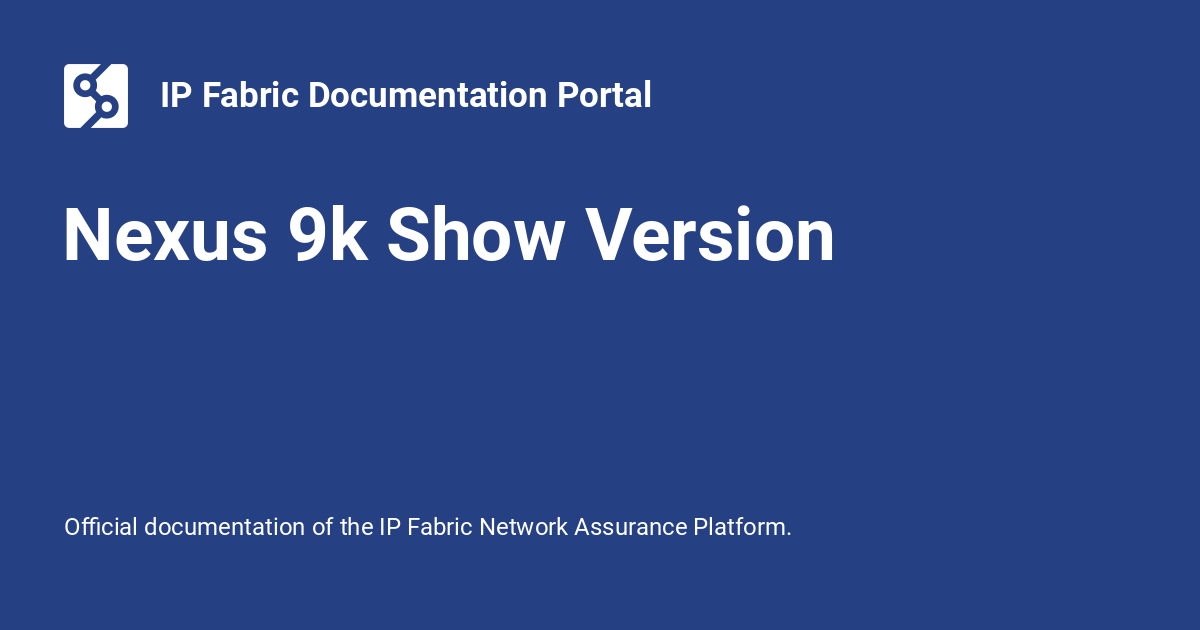 IP Fabric Documentation Portal
Nexus 9k Show Version
Official documentation of the IP Fabric Network Assurance Platform.